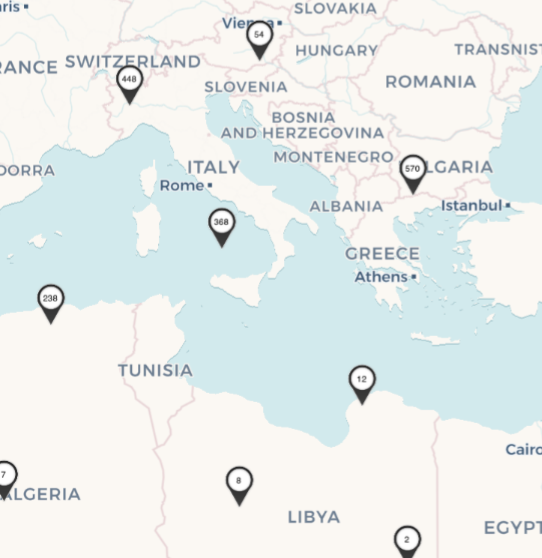 ris
SLOVAKIA
Vienna
54
HUNGARY
TRANSNIST
RANCE
SWITZERLAND
448
SLOVENIA
ROMANIA
BOSNIA
AND HERZEGOVINA
MONTENEGRO
570
LGARIA
DORRA
ITALY
Rome
ALBANIA
Istanbul
368
GREECE
Athens
238
TUNISIA
12
Cairo
7
ALGERIA
8
LIBYA
EGYPT
2